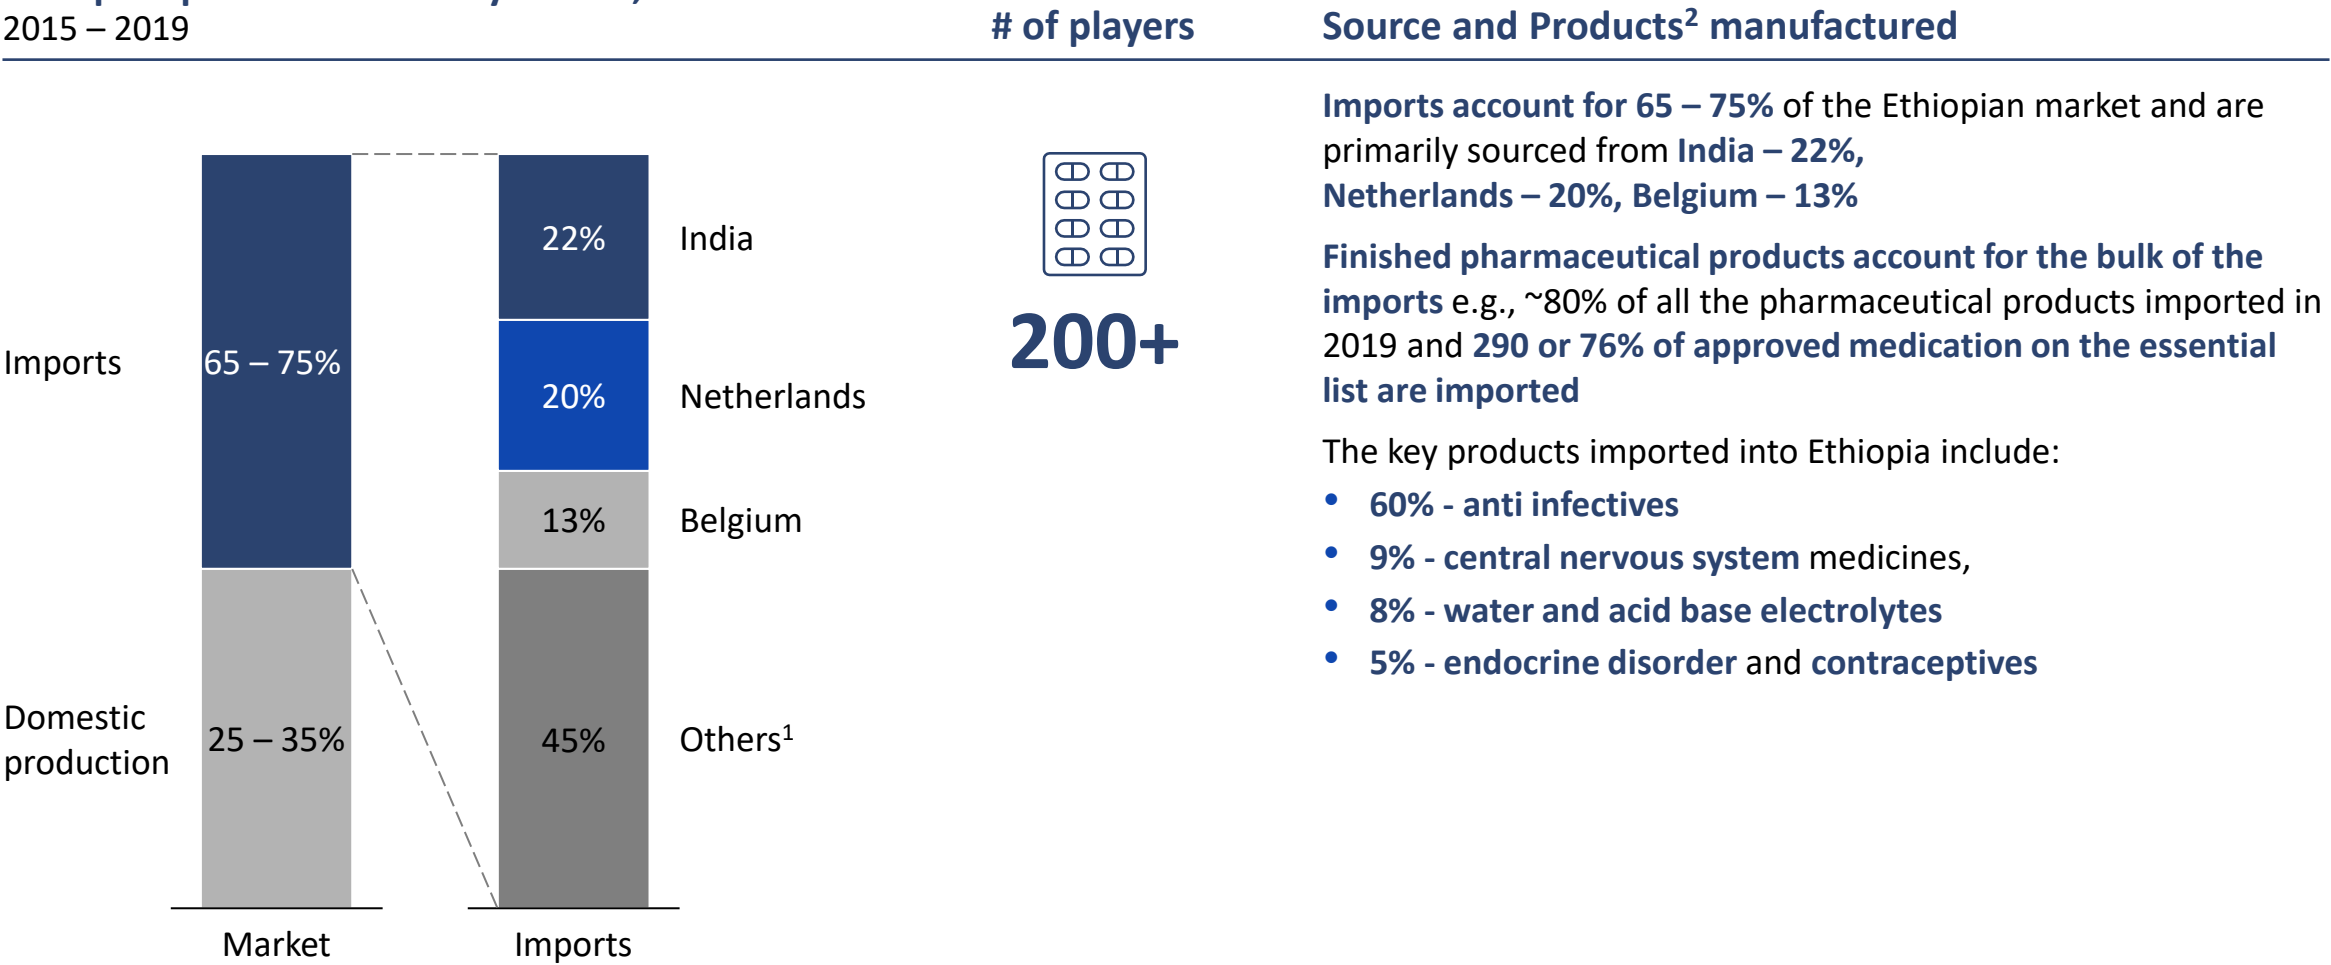 2015 – 2019
# of players
Source and Products² manufactured
Imports
65 – 75%
Domestic
production
25 – 35%
Market
22%
India
20%
Netherlands
13%
Belgium
45%
Others¹
Imports
200+
Imports account for 65 – 75% of the Ethiopian market and are
primarily sourced from India – 22%,
Netherlands – 20%, Belgium – 13%
Finished pharmaceutical products account for the bulk of the
imports e.g., ~80% of all the pharmaceutical products imported in
2019 and 290 or 76% of approved medication on the essential
list are imported
The key products imported into Ethiopia include:
• 60% - anti infectives
• 9% - central nervous system medicines,
• 8% - water and acid base electrolytes
• 5% - endocrine disorder and contraceptives